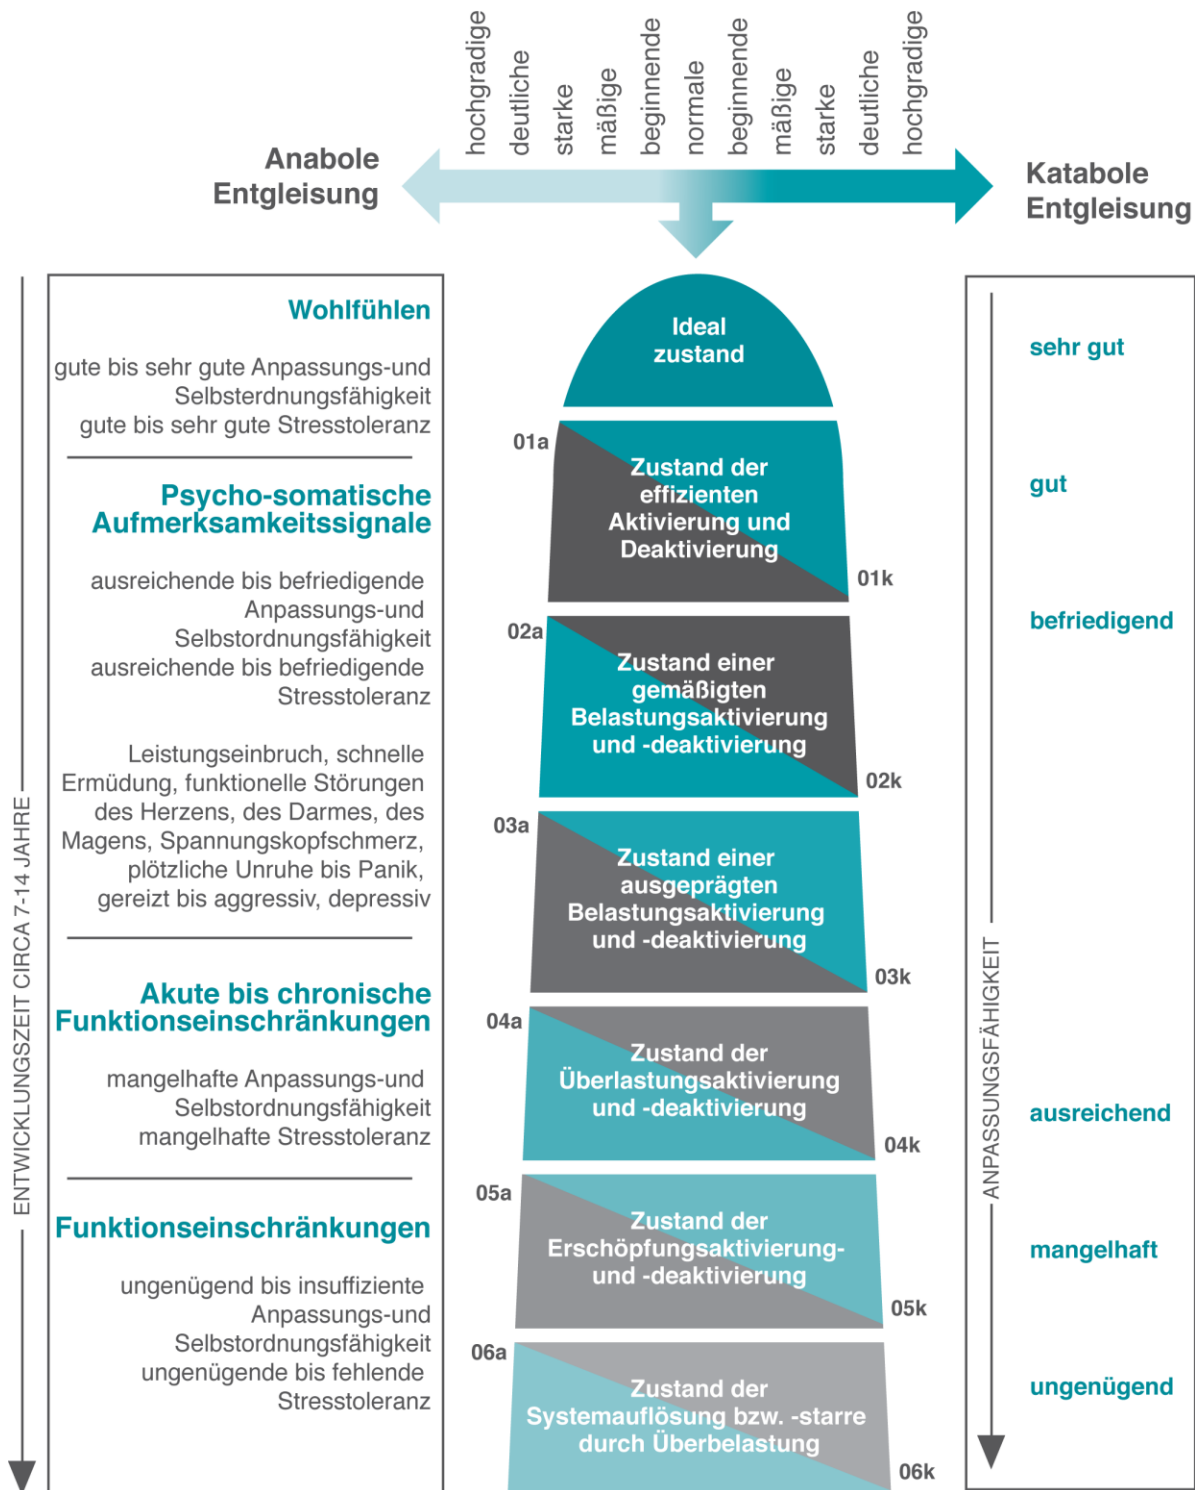 hochgradige
deutliche
starke
mäßige
beginnende
normale
beginnende
mäßige
starke
deutliche
hochgradige
Anabole
Entgleisung
Katabole
Entgleisung
ENTWICKLUNGSZEIT CIRCA 7-14 JAHRE
Wohlfühlen
gute bis sehr gute Anpassungs-und
Selbsterdnungsfähigkeit
gute bis sehr gute Stresstoleranz
Psycho-somatische
Aufmerksamkeitssignale
ausreichende bis befriedigende
Anpassungs-und
Selbstordnungsfähigkeit
ausreichende bis befriedigende
Stresstoleranz
Leistungseinbruch, schnelle
Ermüdung, funktionelle Störungen
des Herzens, des Darmes, des
Magens, Spannungskopfschmerz,
plötzliche Unruhe bis Panik,
gereizt bis aggressiv, depressiv
Akute bis chronische
Funktionseinschränkungen
mangelhafte Anpassungs-und
Selbstordnungsfähigkeit
mangelhafte Stresstoleranz
Funktionseinschränkungen
ungenügend bis insuffiziente
Anpassungs-und
Selbstordnungsfähigkeit
ungenügende bis fehlende
Stresstoleranz
Ideal
zustand
01a
Zustand der
effizienten
Aktivierung und
Deaktivierung
01k
02a
Zustand einer
gemäßigten
Belastungsaktivierung
und -deaktivierung
02k
03a
Zustand einer
ausgeprägten
Belastungsaktivierung
und -deaktivierung
03k
04a
Zustand der
Überlastungsaktivierung
und -deaktivierung
04k
05a
Zustand der
Erschöpfungsaktivierung-
und -deaktivierung
05k
06a
Zustand der
Systemauflösung bzw. -starre
durch Überbelastung
06k
ANPASSUNGSFÄHIGKEIT
sehr gut
gut
befriedigend
ausreichend
mangelhaft
ungenügend